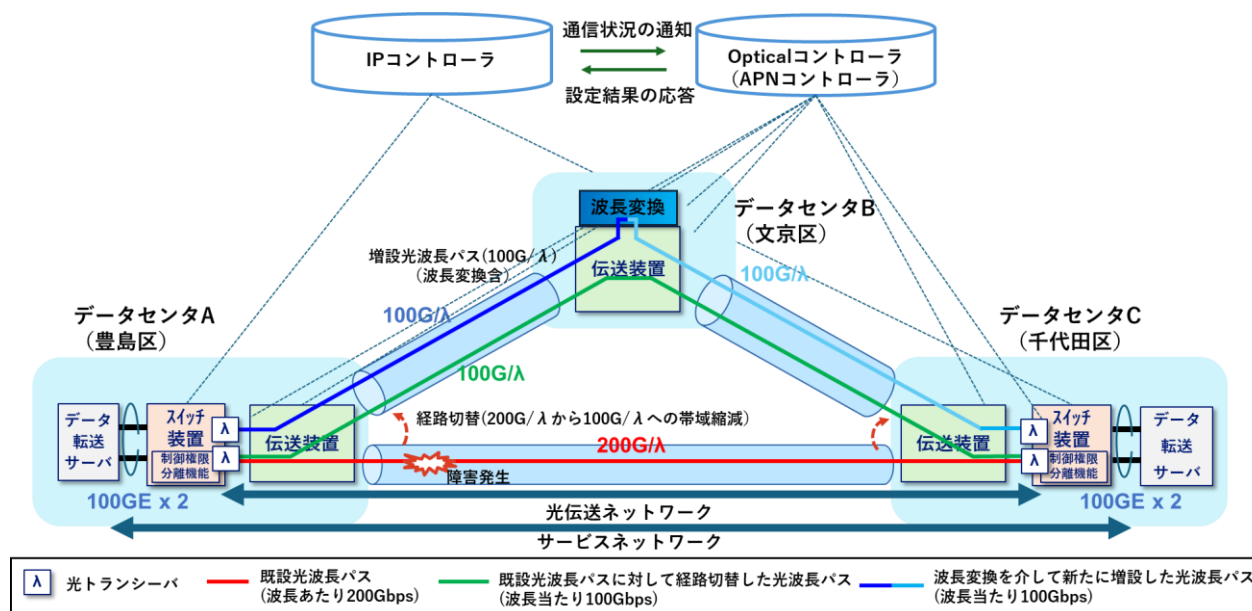 IPコントローラ
通信状況の通知
設定結果の応答
Opticalコントローラ
（APNコントローラ）
波長変換
データセンタB
（文京区）
増設光波長パス(100G/λ)
（波長変換含）
伝送装置
100G/λ
100G/λ
データセンタA
（豊島区）
データセンタC
（千代田区）
100G/λ
経路切替(200G/λから100G/λへの帯域縮減)
データ
転送
サーバ
スイッチ
装置
制御権限
分離機能
λ
λ
伝送装置
200G/λ
障害発生
伝送装置
λ
λ
スイッチ
装置
制御権限
分離機能
データ
転送
サーバ
100GE x 2
100GE x 2
光伝送ネットワーク
サービスネットワーク
λ
光トランシーバ
既設光波長パス
(波長あたり200Gbps)
既設光波長パスに対して経路切替した光波長パス
(波長当たり100Gbps)
波長変換を介して新たに増設した光波長パス
(波長当たり100Gbps)